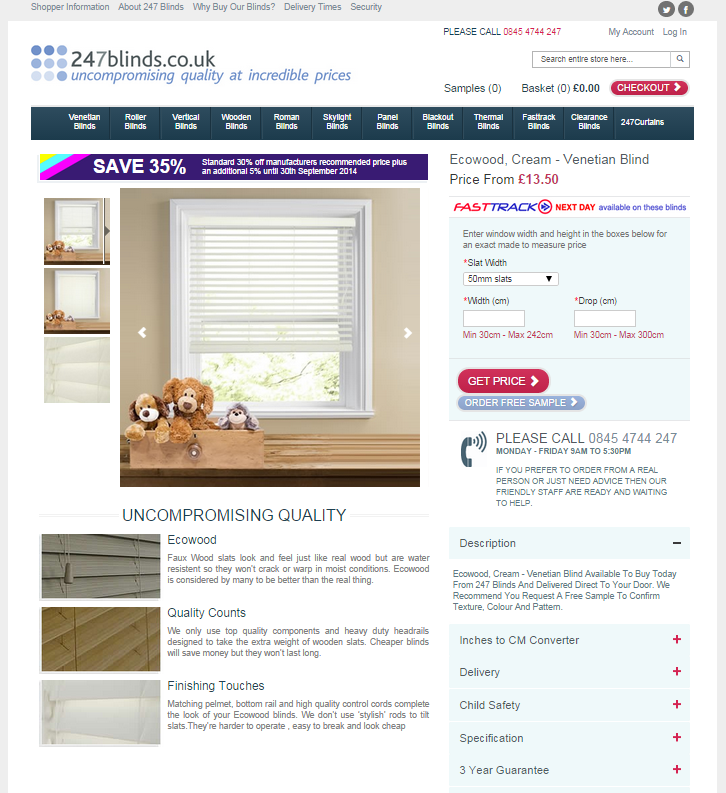 Shopper Information About 247 Blinds Why Buy Our Blinds? Delivery Times Security
PLEASE CALL 0845 4744 247 My Account Log In
247blinds.co.uk
uncompromising quality at incredible prices
Search entire store here...
Samples (0) Basket (0) £0.00 CHECKOUT
Venetian Blinds
Roller Blinds
Vertical Blinds
Wooden Blinds
Roman Blinds
Skylight Blinds
Panel Blinds
Blackout Blinds
Thermal Blinds
Fasttrack Blinds
Clearance Blinds
247Curtains
SAVE 35%
Standard 30% off manufacturers recommended price plus
an additional 5% until 30th September 2014
Ecowood, Cream - Venetian Blind
Price From £13.50
FASTTRACK NEXT DAY available on these blinds
Enter window width and height in the boxes below for
an exact made to measure price
*Slat Width
50mm slats
*Width (cm) *Drop (cm)
Min 30cm - Max 242cm Min 30cm - Max 300cm
GET PRICE
ORDER FREE SAMPLE
PLEASE CALL 0845 4744 247
MONDAY - FRIDAY 9AM TO 5:30PM
IF YOU PREFER TO ORDER FROM A REAL
PERSON OR JUST NEED ADVICE THEN OUR
FRIENDLY STAFF ARE READY AND WAITING
TO HELP.
UNCOMPROMISING QUALITY
Ecowood
Faux Wood slats look and feel just like real wood but are water
resistent so they won't crack or warp in moist conditions. Ecowood
is considered by many to be better than the real thing.
Quality Counts
We only use top quality components and heavy duty headrails
designed to take the extra weight of wooden slats. Cheaper blinds
will save money but they won't last long.
Finishing Touches
Matching pelmet, bottom rail and high quality control cords complete
the look of your Ecowood blinds. We don't use 'stylish' rods to tilt
slats.They're harder to operate , easy to break and look cheap
Description
Ecowood, Cream - Venetian Blind Available To Buy Today
From 247 Blinds And Delivered Direct To Your Door. We
Recommend You Request A Free Sample To Confirm
Texture, Colour And Pattern.
Inches to CM Converter
Delivery
Child Safety
Specification
3 Year Guarantee